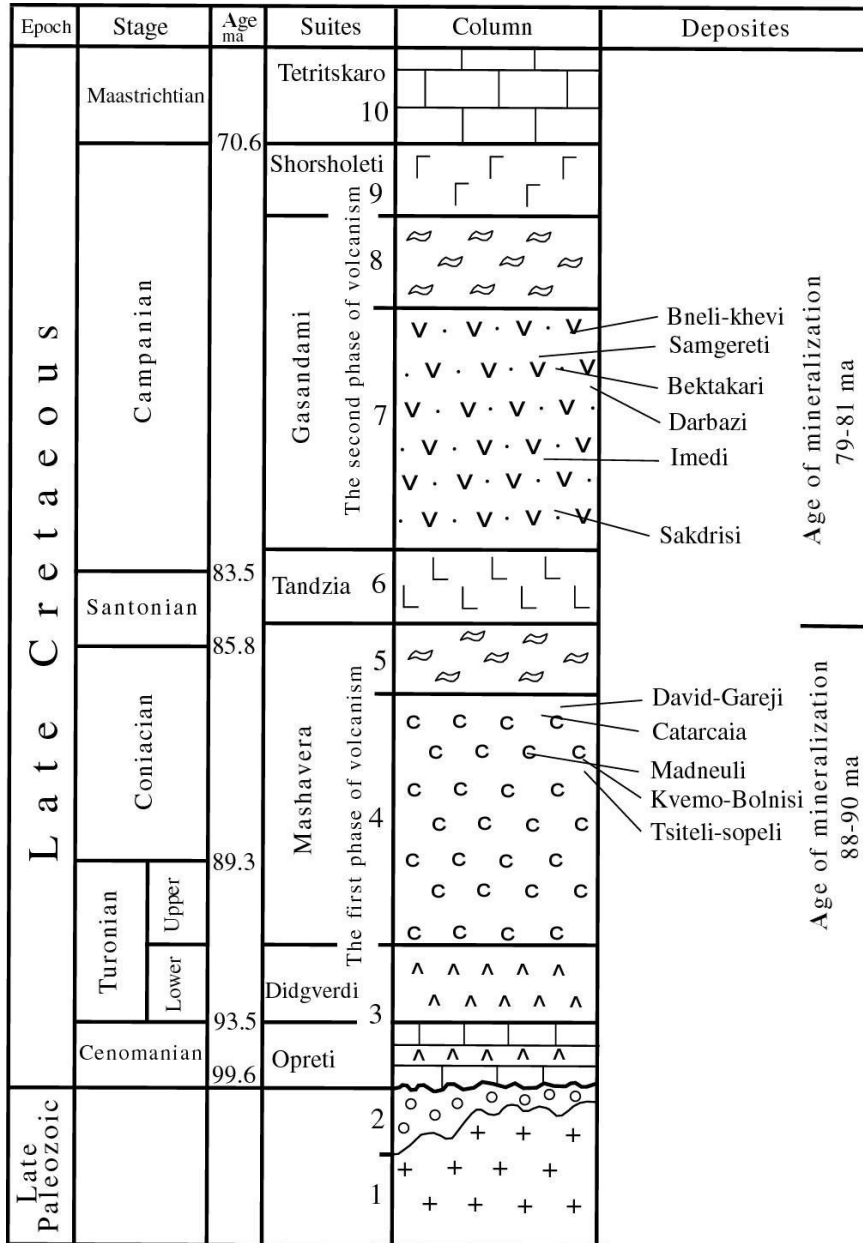 Epoch Stage Age ma Suites Column Deposites
Late Cretaeous
Late Paleozoic
Maastrichtian
Campanian
Santonian
Coniacian
Turonian
Upper
Lower
Cenomanian
70.6
83.5
85.8
89.3
93.5
99.6
Tetritskaro
10
Shorsholeti
9
Gasandami
The second phase of volcanism
8
7
Tandzia 6
Mashavera
The first phase of volcanism
5
4
Didgverdi
3
Opreti
2
1
Bneli-khevi
Samgereti
Bektakari
Darbazi
Imedi
Sakdrisi
David-Gareji
Catarcaia
Madneuli
Kvemo-Bolnisi
Tsiteli-sopeli
Age of mineralization
79-81 ma
Age of mineralization
88-90 ma